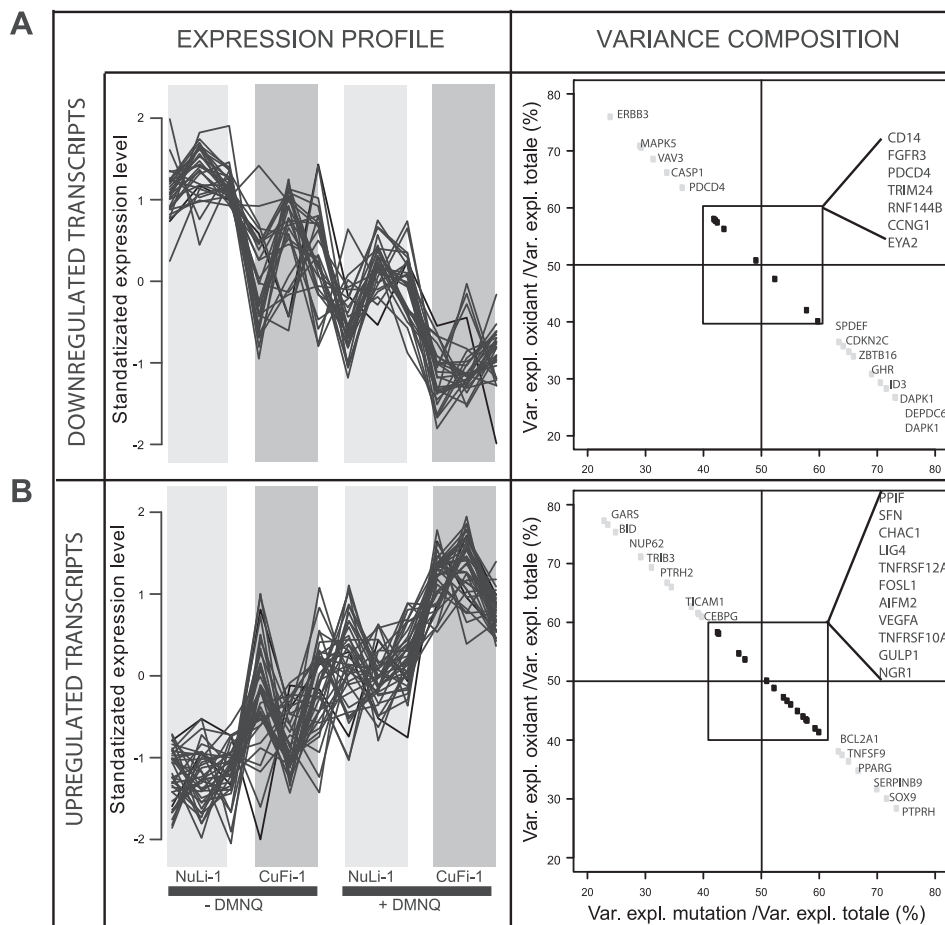 A
EXPRESSION PROFILE
VARIANCE COMPOSITION
DOWNREGULATED TRANSCRIPTS
Standatizated expression level
2
1
0
-1
-2
Var. expl. oxidant /Var. expl. totale (%)
80
70
60
50
40
30
20
ERBB3
MAPK5
VAV3
CASP1
PDCD4
CD14
FGFR3
PDCD4
TRIM24
RNF144B
CCNG1
EYA2
SPDEF
CDKN2C
ZBTB16
GHR
ID3
DAPK1
DEPDC6
DAPK1
20 30 40 50 60 70 80
B
UPREGULATED TRANSCRIPTS
Standatizated expression level
2
1
0
-1
-2
NuLi-1 CuFi-1 NuLi-1 CuFi-1
- DMNQ + DMNQ
Var. expl. oxidant /Var. expl. totale (%)
80
70
60
50
40
30
20
GARS
BID
NUP62
TRIB3
PTRH2
TICAM1
CEBPG
PPIF
SFN
CHAC1
LIG4
TNFRSF12A
FOSL1
AIFM2
VEGFA
TNFRSF10A
GULP1
NGR1
BCL2A1
TNFSF9
PPARG
SERPINB9
SOX9
PTPRH
20 30 40 50 60 70 80
Var. expl. mutation /Var. expl. totale (%)